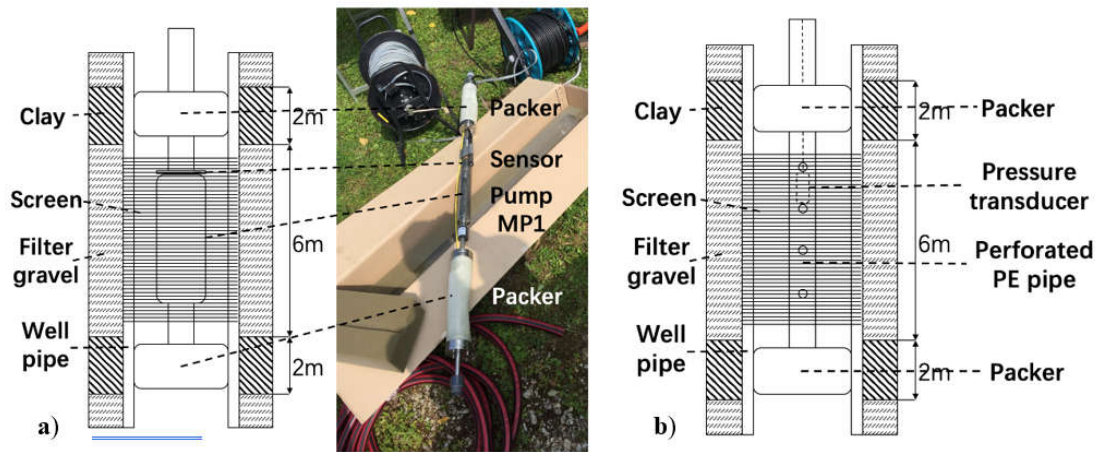 Clay
Screen
Filter
gravel
Well
pipe
a)
2m
6m
2m
Packer
Sensor
Pump
MP1
Packer
Clay
Screen
Filter
gravel
Well
pipe
b)
2m
6m
2m
Packer
Pressure
transducer
Perforated
PE pipe
Packer